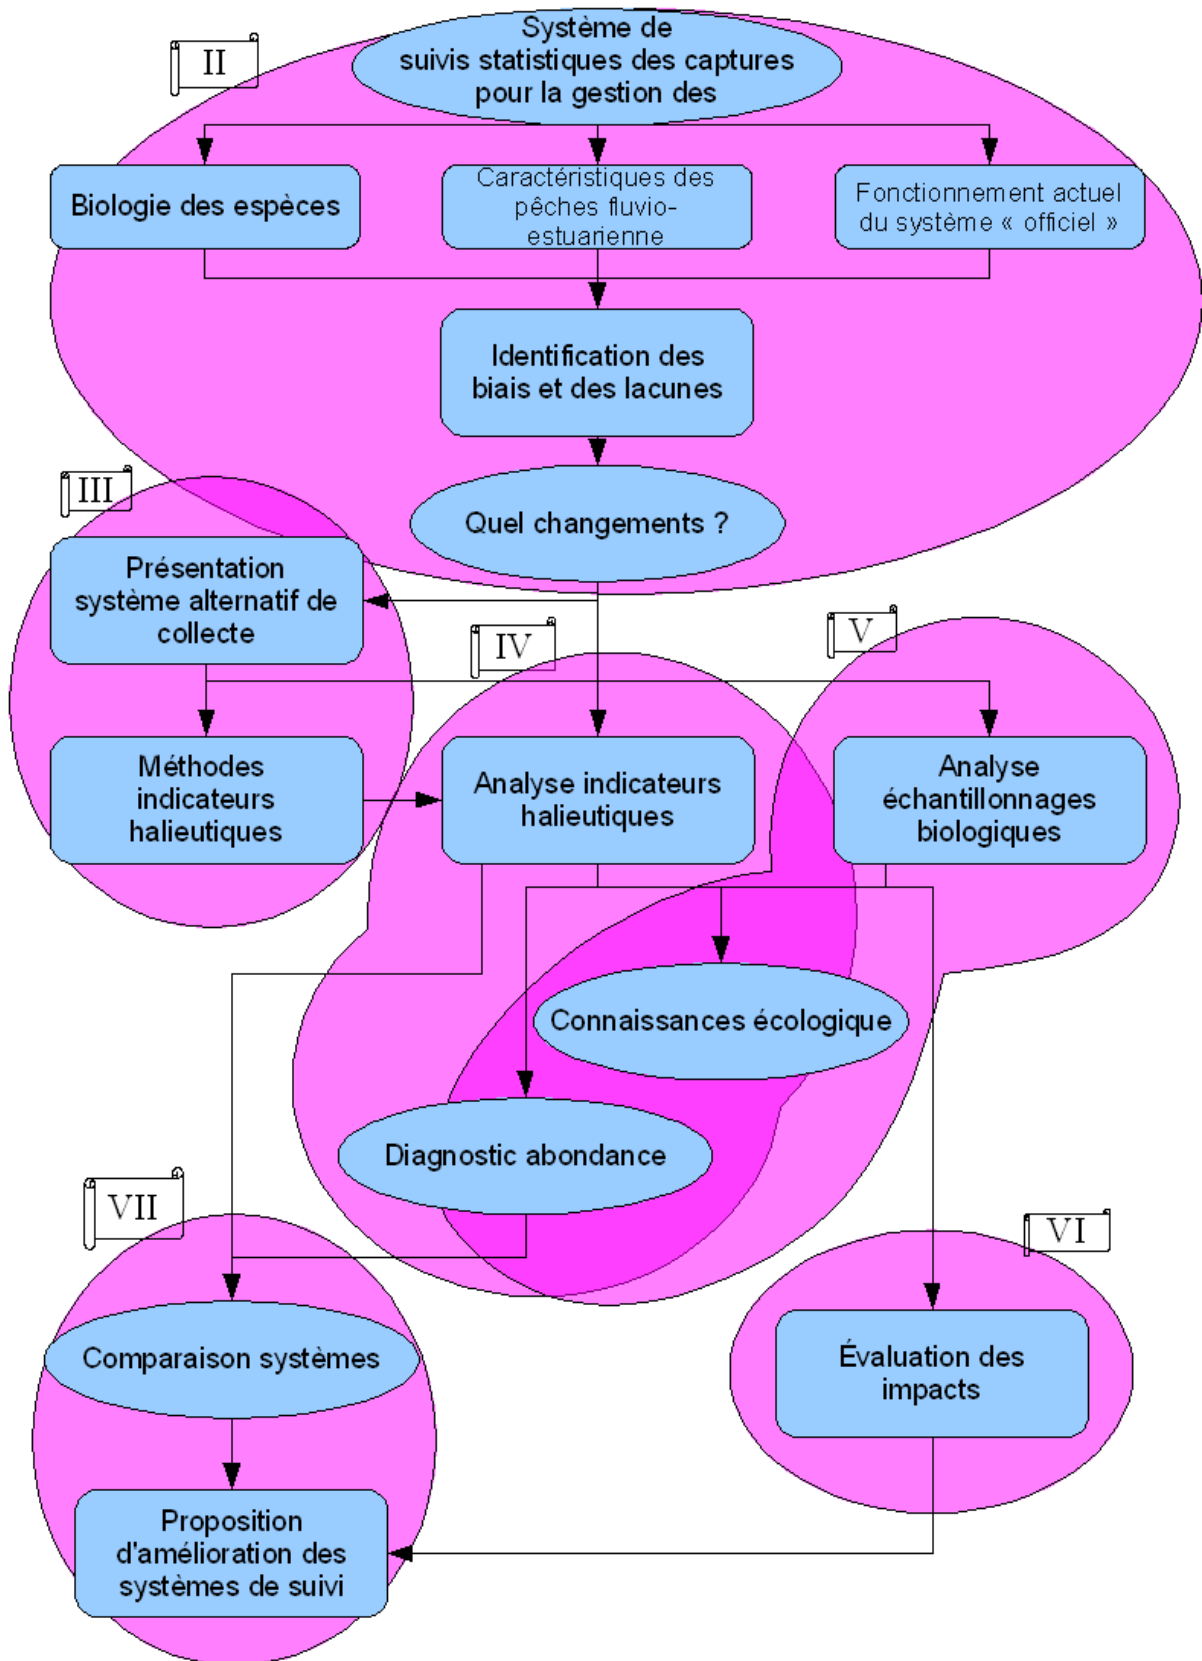 II
Système de
suivis statistiques des captures
pour la gestion des
Biologie des espèces
Caractéristiques des
pêches fluvio-
estuarienne
Fonctionnement actuel
du système « officiel »
Identification des
biais et des lacunes
Quel changements ?
III
Présentation
système alternatif de
collecte
IV
V
Méthodes
indicateurs
halieutiques
Analyse indicateurs
halieutiques
Analyse
échantillonnages
biologiques
Connaissances écologique
Diagnostic abondance
VII
VI
Comparaison systèmes
Évaluation des
impacts
Proposition
d'amélioration des
systèmes de suivi